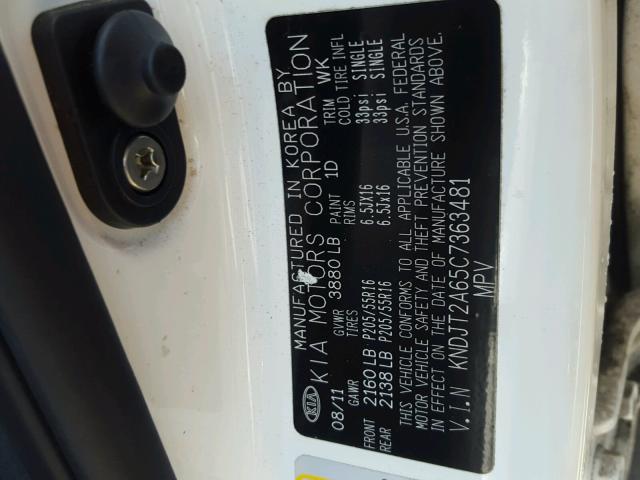 KIA
MANUFACTURED IN KOREA BY
KIA MOTORS CORPORATION
08/11 GVWR 3880 LB PAINT 1D TRIM WK
GAWR TIRES RIMS COLD TIRE INFL
FRONT 2160 LB P205/55R16 6.5JX16 33psi SINGLE
REAR 2138 LB P205/55R16 6.5Jx16 33psi SINGLE
THIS VEHICLE CONFORMS TO ALL APPLICABLE U.S.A. FEDERAL
MOTOR VEHICLE SAFETY AND THEFT PREVENTION STANDARDS
IN EFFECT ON THE DATE OF MANUFACTURE SHOWN ABOVE.
V.I.N KNDJT2A65C7363481
MPV